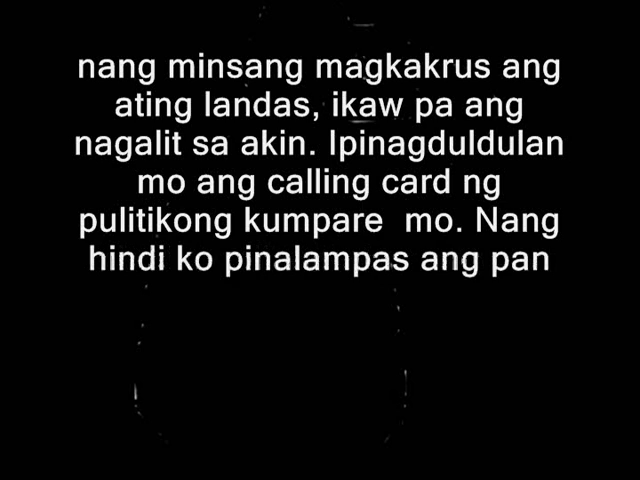 nang minsang magkakrus ang
ating landas, ikaw pa ang
nagalit sa akin. Ipinagduldulan
mo ang calling card ng
pulitikong kumpare mo. Nang
hindi ko pinalampas ang pan